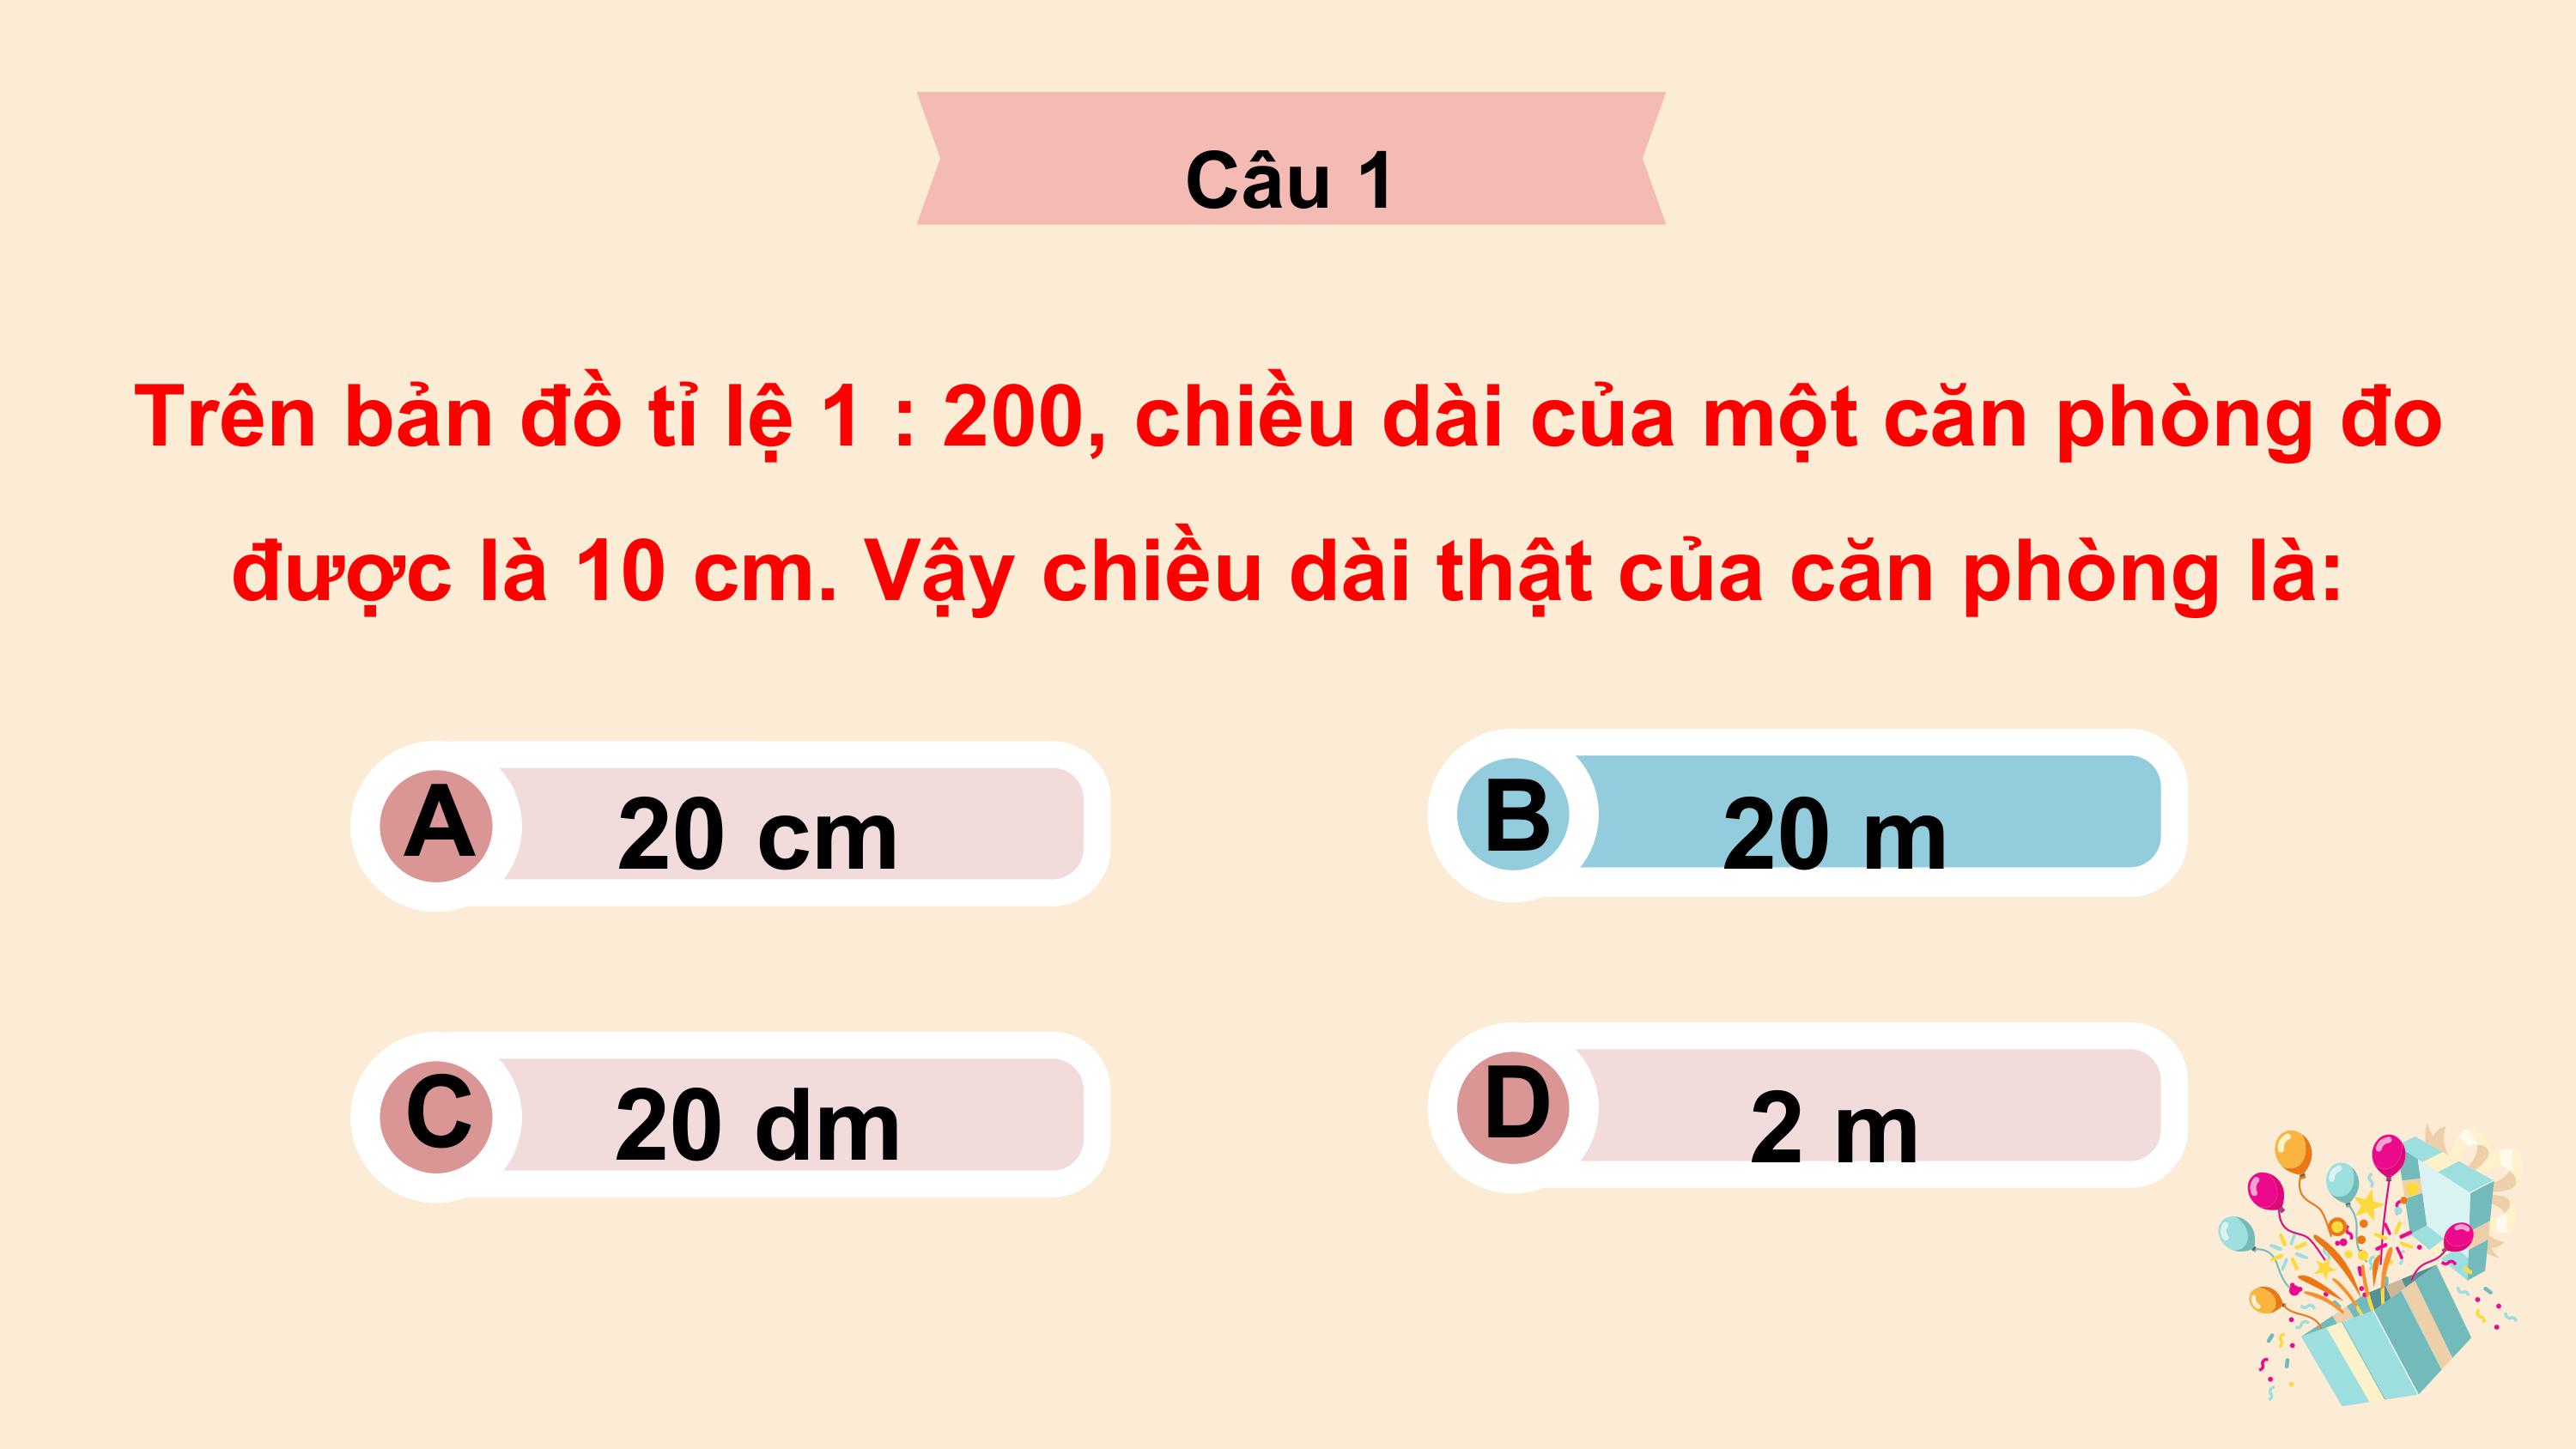 Câu 1
Trên bản đồ tỉ lệ 1 : 200, chiều dài của một căn phòng đo
được là 10 cm. Vậy chiều dài thật của căn phòng là:
A 20 cm
B 20 m
C 20 dm
D 2 m